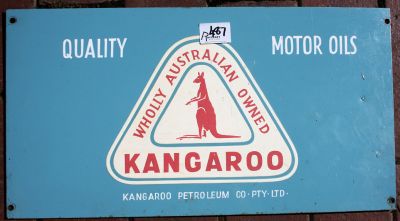 QUALITY MOTOR OILS
WHOLLY AUSTRALIAN OWNED
KANGAROO
KANGAROO PETROLEUM CO·PTY·LTD·